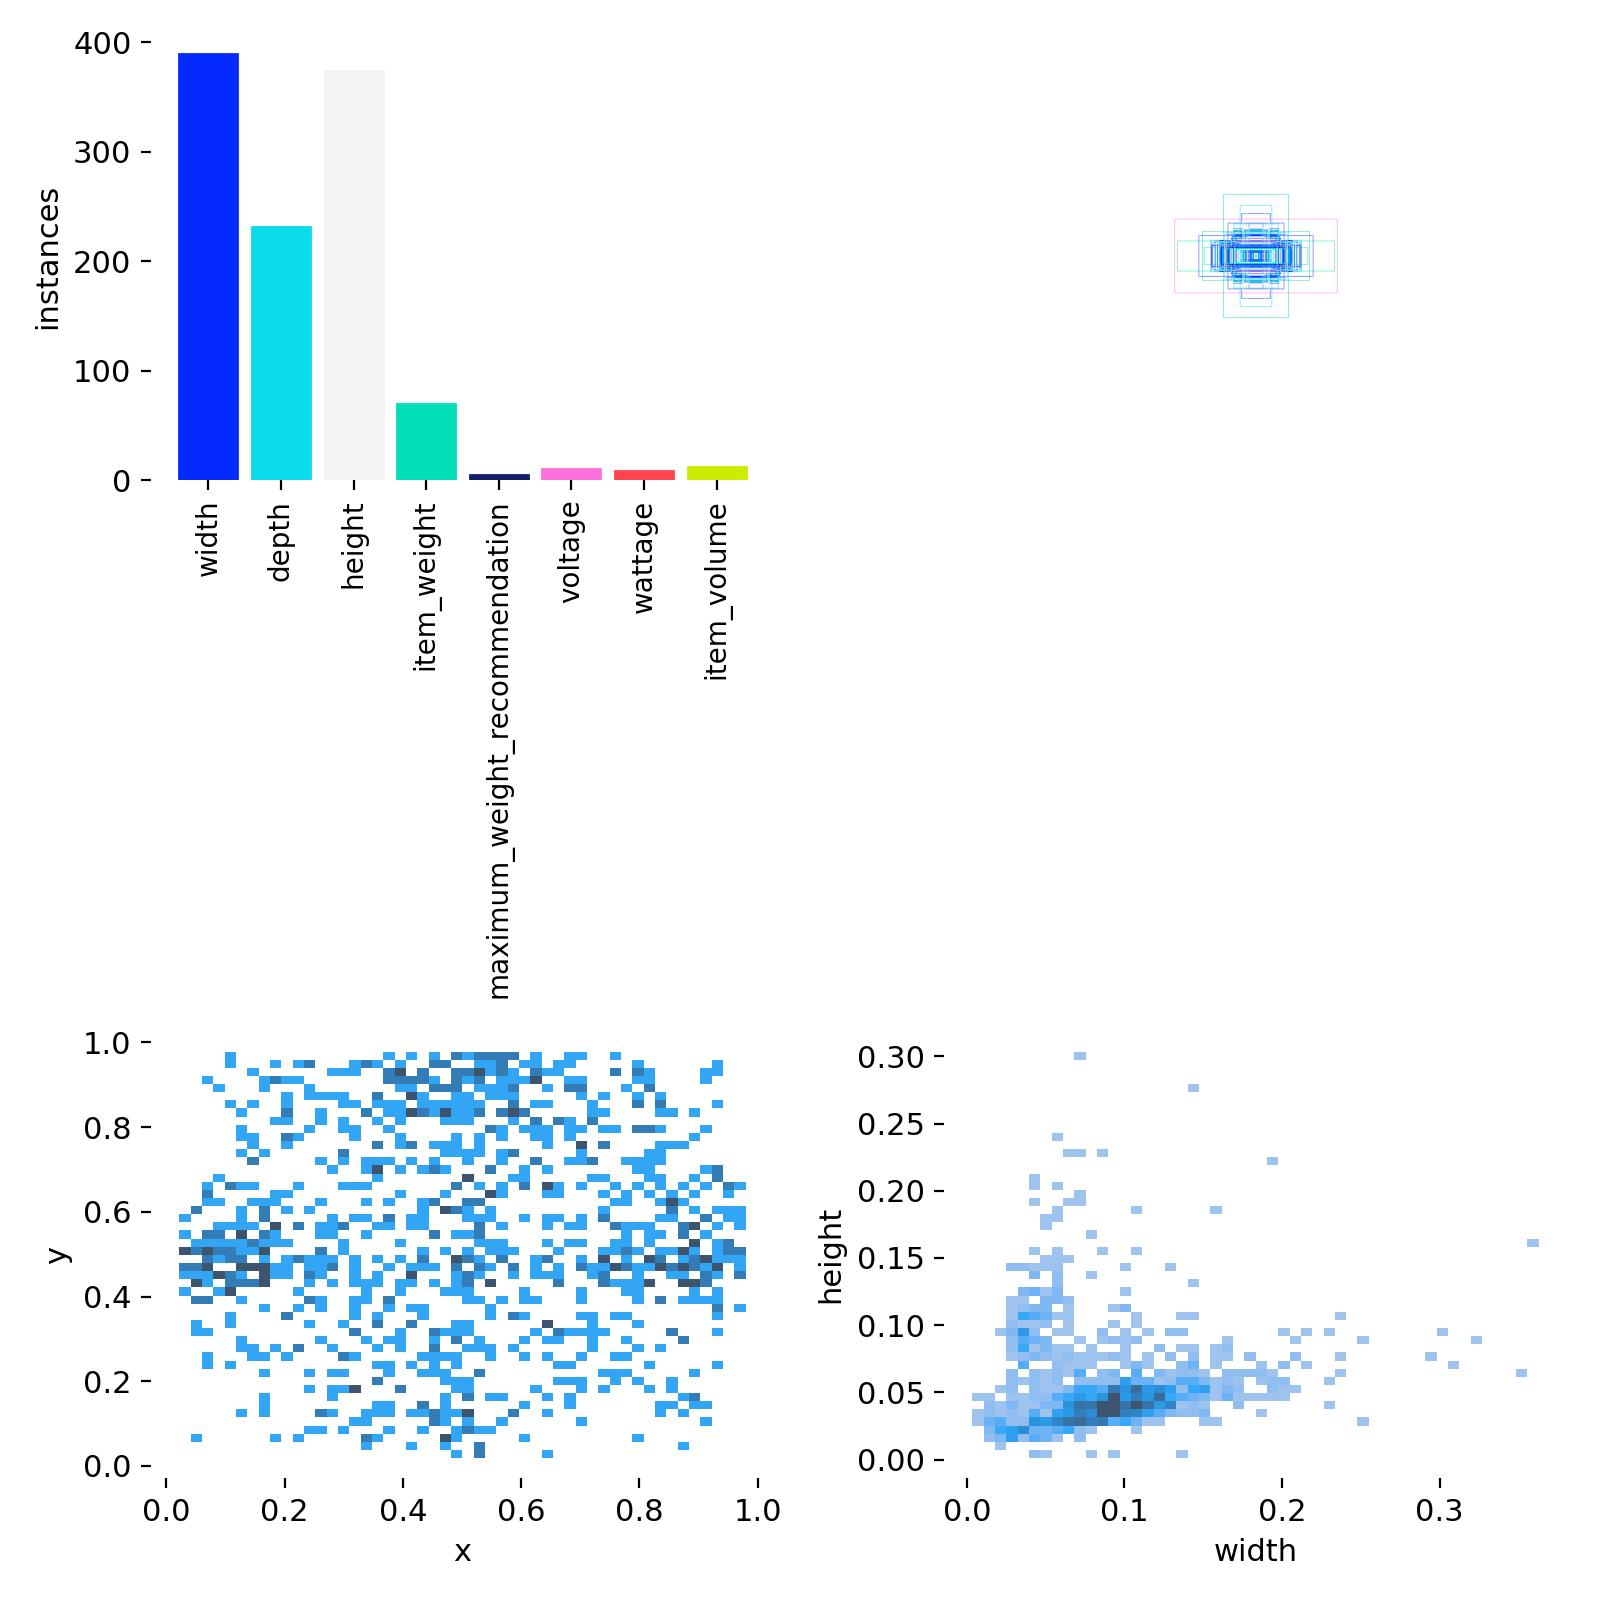 400
300
200
100
0
instances
width
depth
height
item_weight
maximum_weight_recommendation
voltage
wattage
item_volume
1.0
0.8
0.6
0.4
0.2
0.0
y
0.0 0.2 0.4 0.6 0.8 1.0
x
0.30
0.25
0.20
0.15
0.10
0.05
0.00
height
0.0 0.1 0.2 0.3
width